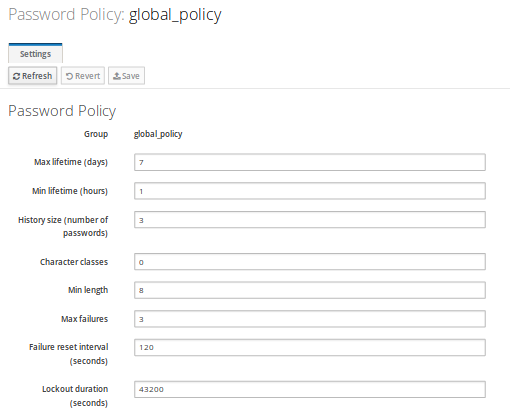 Password Policy: global_policy
Settings
Refresh Revert Save
Password Policy
Group global_policy
Max lifetime (days) 7
Min lifetime (hours) 1
History size (number of 3
passwords)
Character classes 0
Min length 8
Max failures 3
Failure reset interval 120
(seconds)
Lockout duration 43200
(seconds)